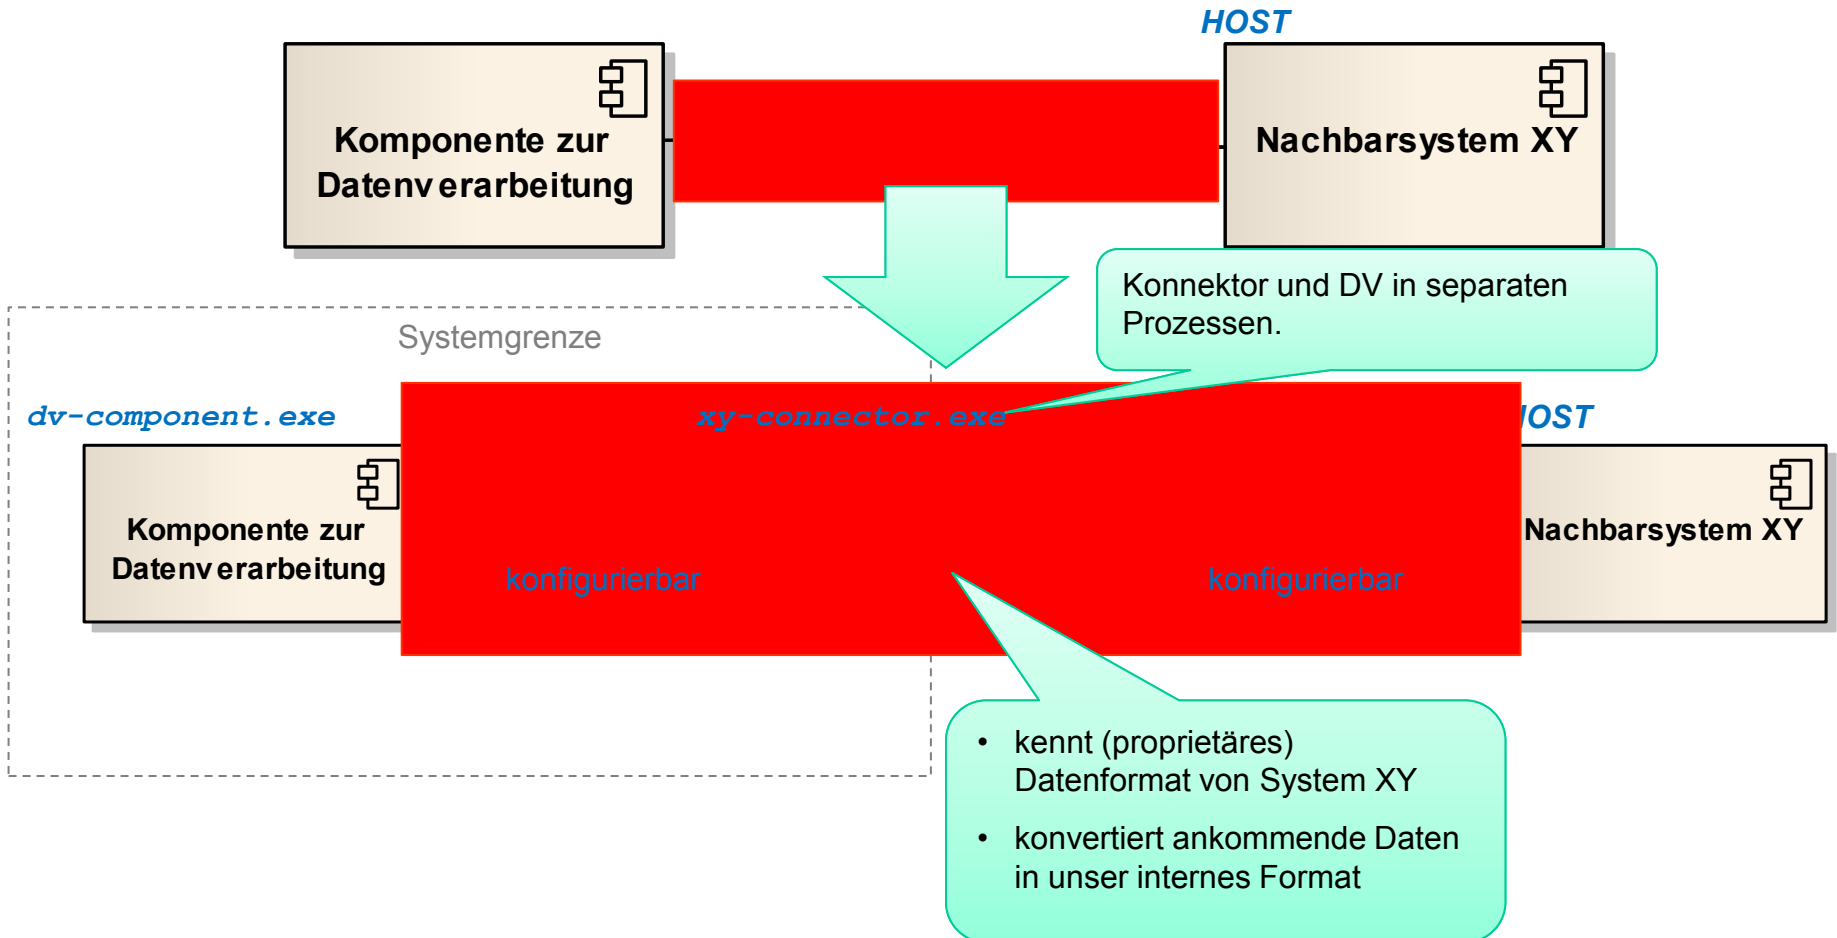 HOST
Komponente zur
Datenverarbeitung
Nachbarsystem XY
Konnektor und DV in separaten
Prozessen.
Systemgrenze
dv-component.exe
xy-connector.exe
HOST
Komponente zur
Datenverarbeitung
konfigurierbar
konfigurierbar
Nachbarsystem XY
• kennt (proprietäres)
Datenformat von System XY
• konvertiert ankommende Daten
in unser internes Format